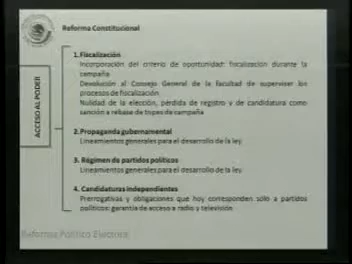 Reforma Constitucional
ACCESO AL PODER
1. Fiscalización
Incorporación del criterio de oportunidad: fiscalización durante la
campaña
Devolución al Consejo General de la facultad de supervisar los
procesos de fiscalización
Nulidad de la elección, pérdida de registro y de candidatura como
sanción a rebase de topes de campaña
2. Propaganda gubernamental
Lineamientos generales para el desarrollo de la ley
3. Régimen de partidos políticos
Lineamientos generales para el desarrollo de la ley
4. Candidaturas independientes
Prerrogativas y obligaciones que hoy corresponden sólo a partidos
políticos: garantía de acceso a radio y televisión
Reforma Político Electoral